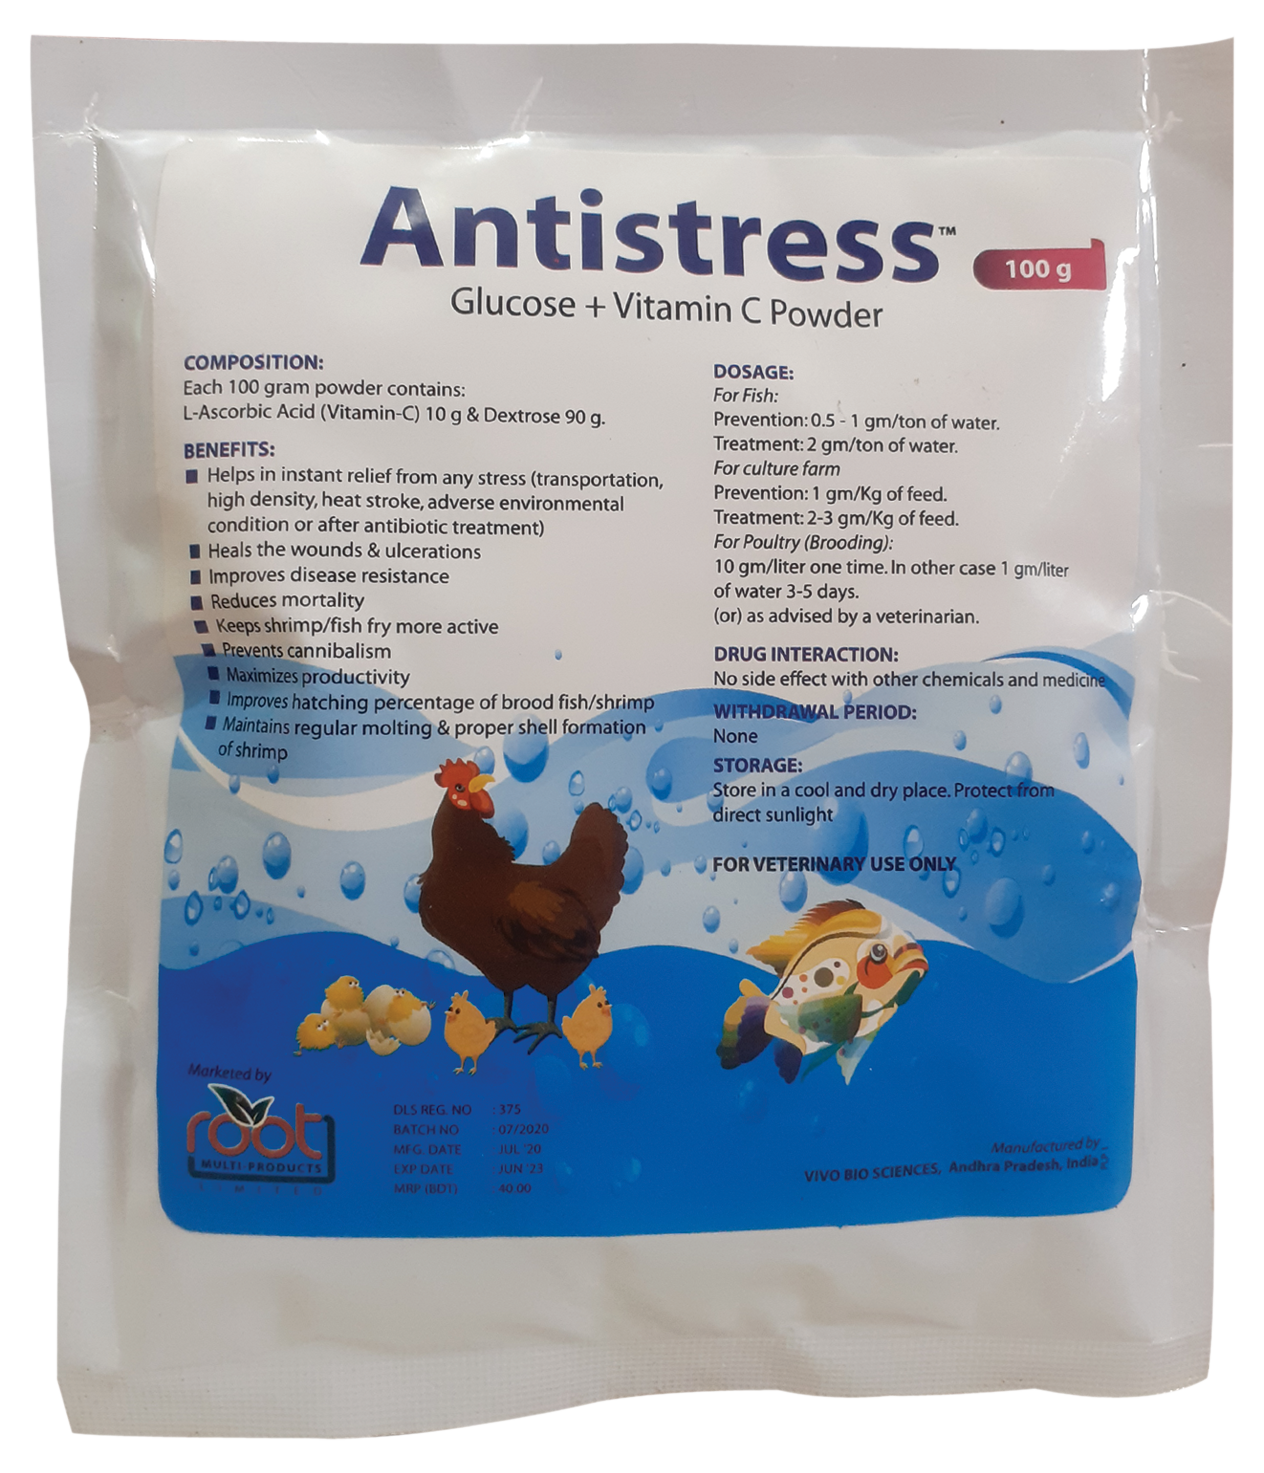 Antistress™
100 g
Glucose + Vitamin C Powder
COMPOSITION:
Each 100 gram powder contains:
L-Ascorbic Acid (Vitamin-C) 10 g & Dextrose 90 g.
BENEFITS:
Helps in instant relief from any stress (transportation,
high density, heat stroke, adverse environmental
condition or after antibiotic treatment)
Heals the wounds & ulcerations
Improves disease resistance
Reduces mortality
Keeps shrimp/fish fry more active
Prevents cannibalism
Maximizes productivity
Improves hatching percentage of brood fish/shrimp
Maintains regular molting & proper shell formation
of shrimp
DOSAGE:
For Fish:
Prevention: 0.5 - 1 gm/ton of water.
Treatment: 2 gm/ton of water.
For culture farm
Prevention: 1 gm/Kg of feed.
Treatment: 2-3 gm/Kg of feed.
For Poultry (Brooding):
10 gm/liter one time. In other case 1 gm/liter
of water 3-5 days.
(or) as advised by a veterinarian.
DRUG INTERACTION:
No side effect with other chemicals and medicine
WITHDRAWAL PERIOD:
None
STORAGE:
Store in a cool and dry place. Protect from
direct sunlight
FOR VETERINARY USE ONLY
Marketed by
root
MULTI PRODUCTS
LIMITED
DLS REG. NO : 375
BATCH NO : 07/2020
MFG. DATE : JUL '20
EXP DATE : JUN '23
MRP (BDT) : 40.00
Manufactured by
VIVO BIO SCIENCES, Andhra Pradesh, India